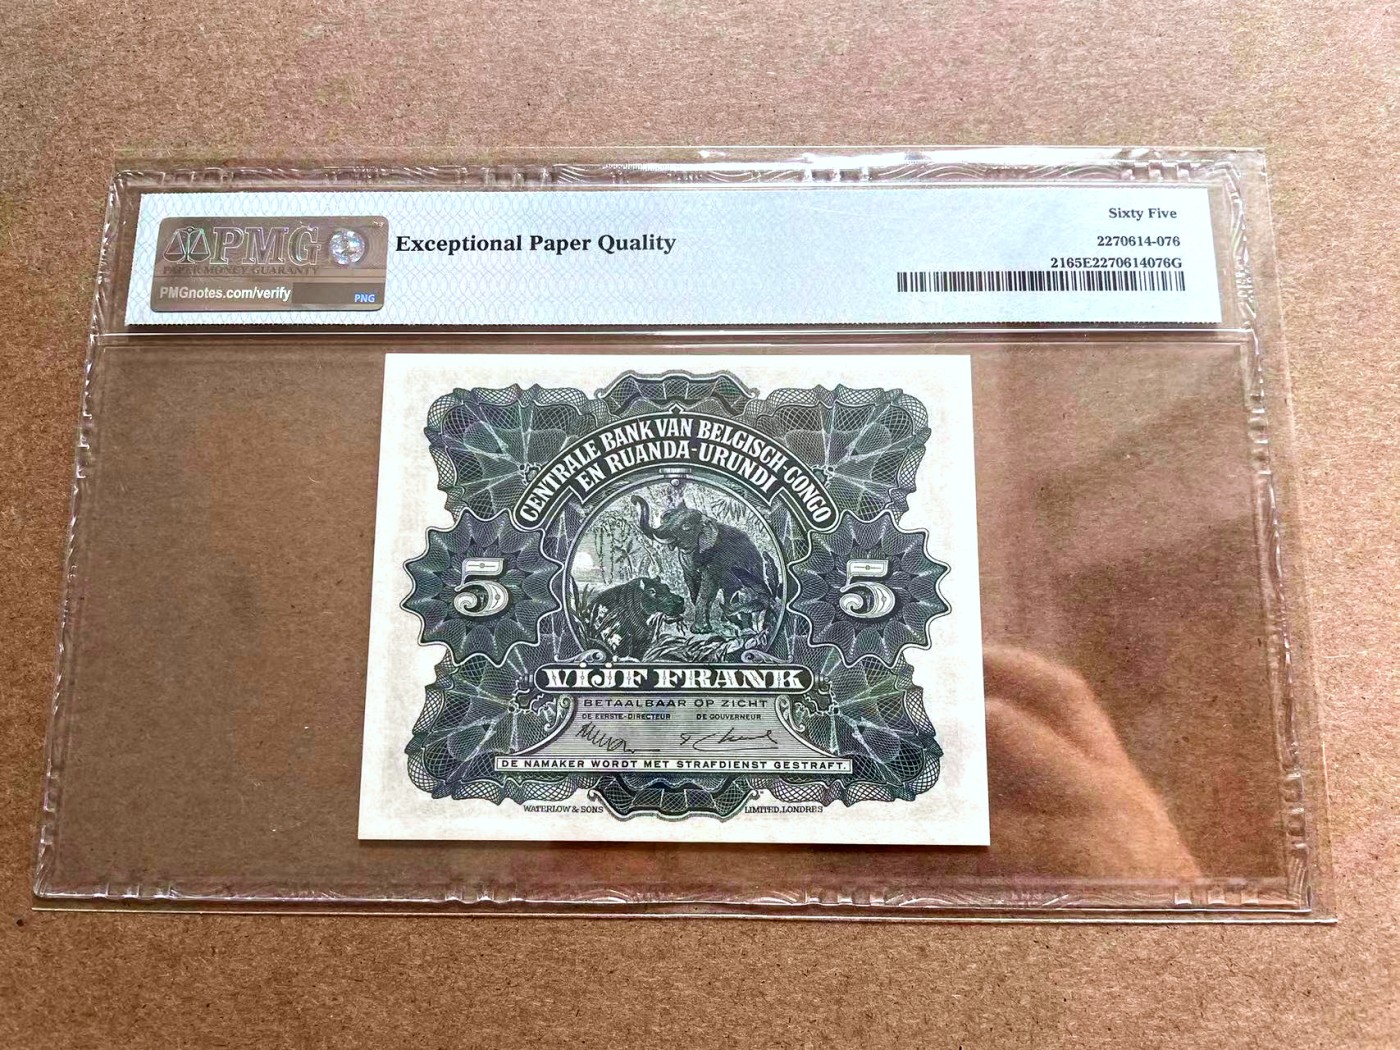 PMG
PAPER MONEY GUARANTY
PMGnotes.com/verify
PNG
Exceptional Paper Quality
Sixty Five
2270614-076
2165E2270614076G
CENTRALE BANK VAN BELGISCH-CONGO
EN RUANDA-URUNDI
5
5
VIJF FRANK
BETAALBAAR OP ZICHT
DE EERSTE-DIRECTEUR DE GOUVERNEUR
DE NAMAKER WORDT MET STRAFDIENST GESTRAFT.
WATERLOW & SONS LIMITED, LONDRES